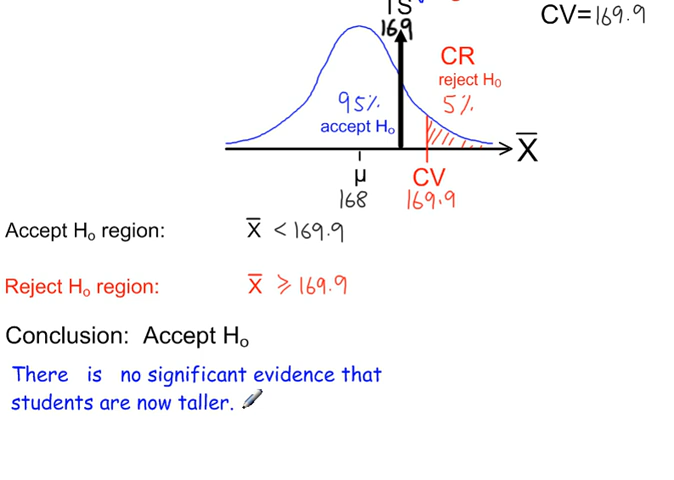 TS
169
CV=169.9
CR
reject H₀
5%
95%
accept H₀
X̅
μ
168
CV
169.9
Accept H₀ region: X̅ < 169.9
Reject H₀ region: X̅ ⩾ 169.9
Conclusion: Accept H₀
There is no significant evidence that
students are now taller.